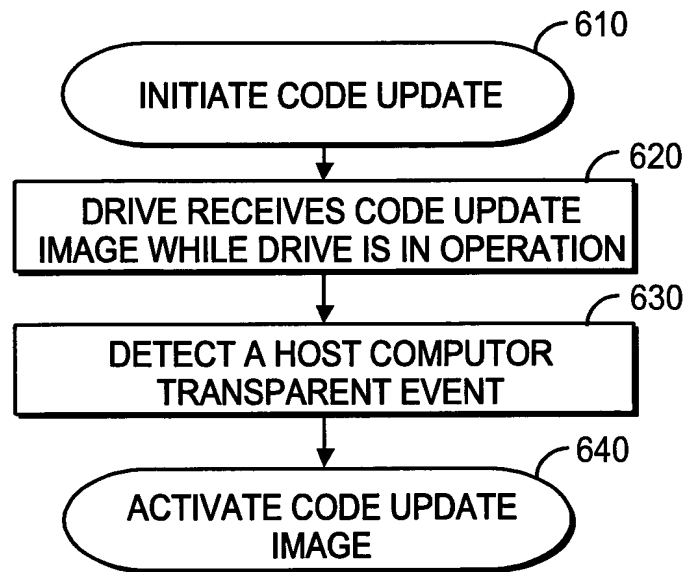 610
INITIATE CODE UPDATE
620
DRIVE RECEIVES CODE UPDATE
IMAGE WHILE DRIVE IS IN OPERATION
630
DETECT A HOST COMPUTOR
TRANSPARENT EVENT
640
ACTIVATE CODE UPDATE
IMAGE